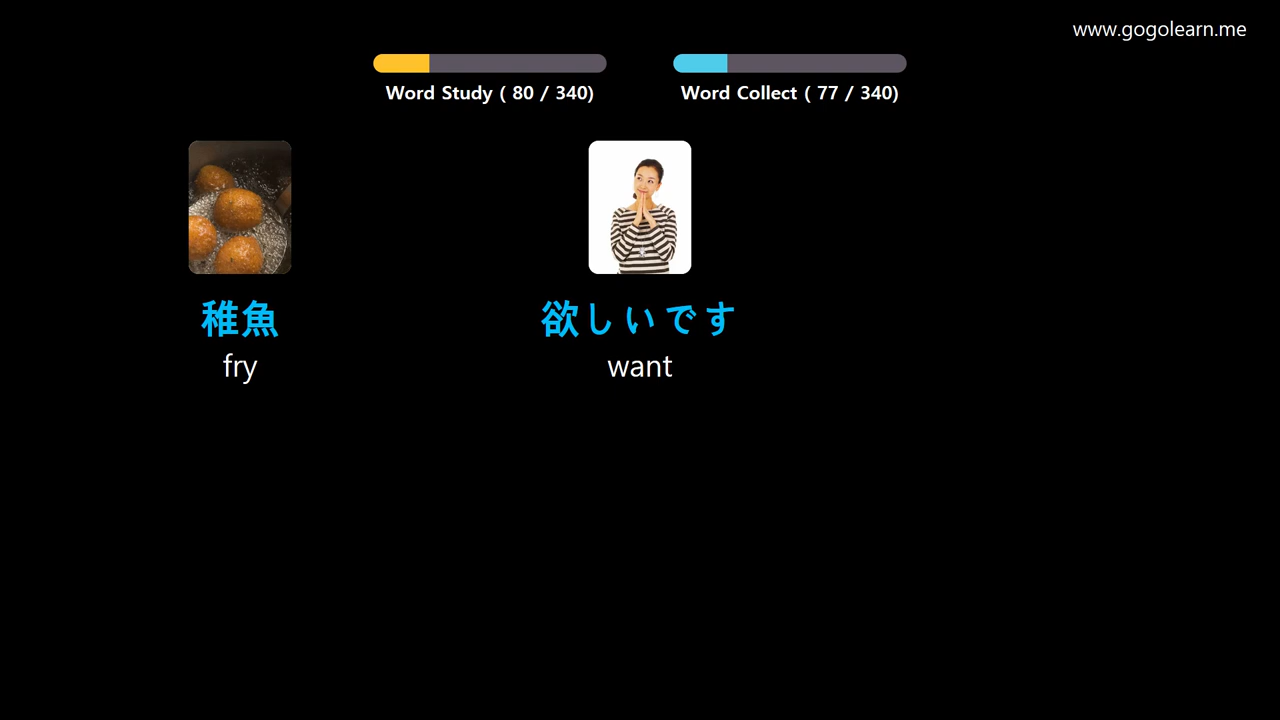 www.gogolearn.me
Word Study ( 80 / 340)
Word Collect ( 77 / 340)
稚魚
fry
欲しいです
want